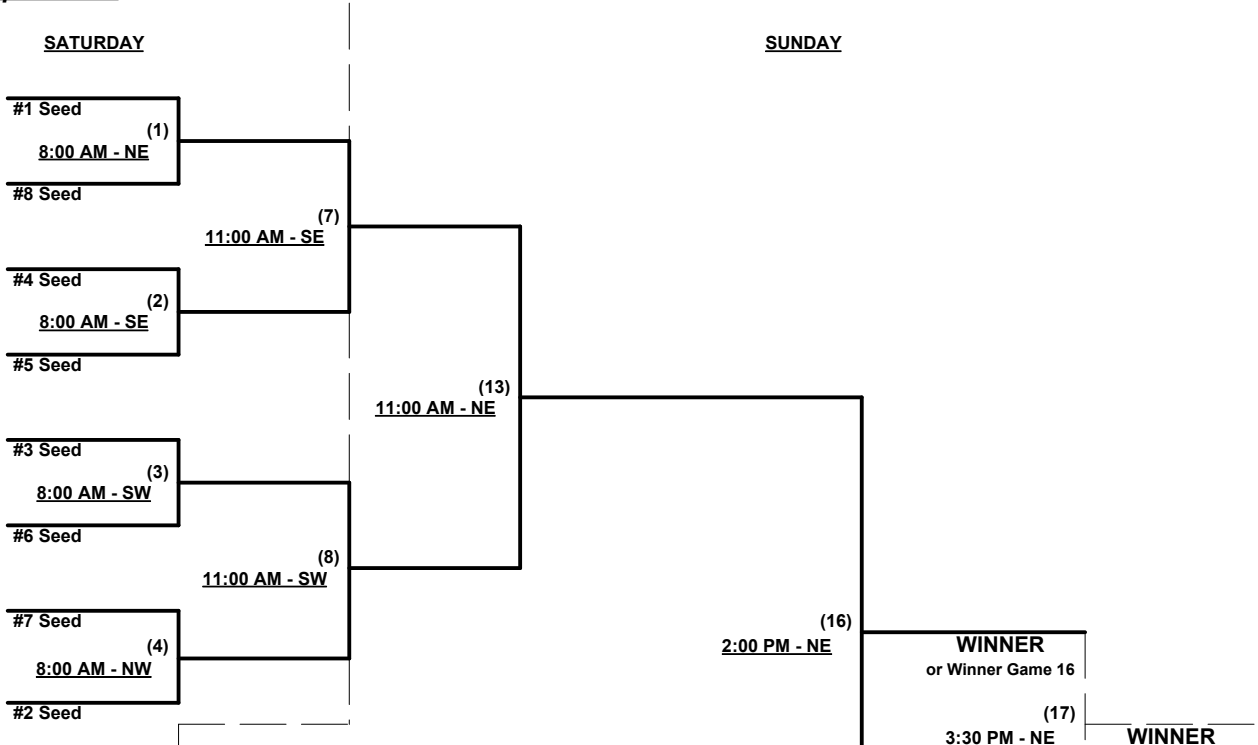 SATURDAY
SUNDAY
#1 Seed
(1)
8:00 AM - NE
#8 Seed
(7)
11:00 AM - SE
#4 Seed
(2)
8:00 AM - SE
#5 Seed
(13)
11:00 AM - NE
#3 Seed
(3)
8:00 AM - SW
#6 Seed
(8)
11:00 AM - SW
#7 Seed
(4)
8:00 AM - NW
#2 Seed
(16)
2:00 PM - NE
WINNER
or Winner Game 16
(17)
3:30 PM - NE
WINNER